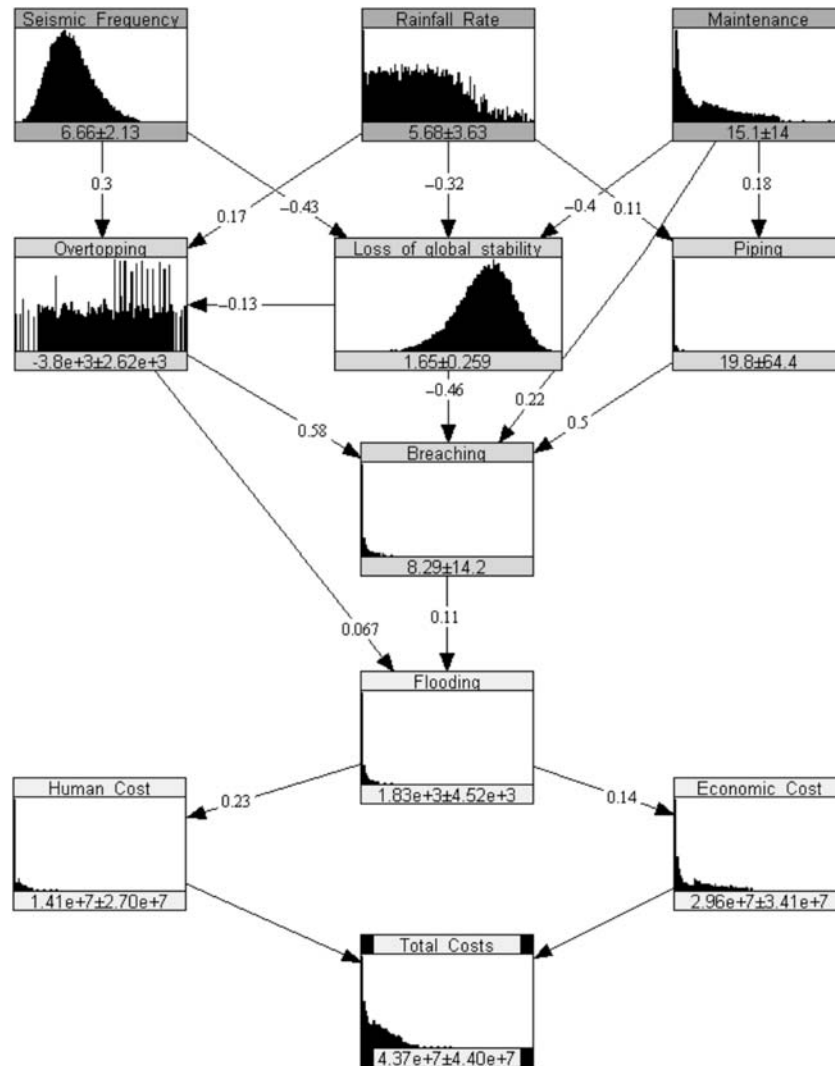 Seismic Frequency
Rainfall Rate
Maintenance
6.66±2.13
5.68±3.63
15.1±14
0.3
-0.43
0.17
-0.32
-0.4
0.11
0.18
Overtopping
Loss of global stability
Piping
-0.13
-3.8e+3±2.62e+3
1.65±0.259
19.8±64.4
0.58
-0.46
0.22
0.5
Breaching
8.29±14.2
0.067
0.11
Flooding
1.83e+3±4.52e+3
Human Cost
Economic Cost
0.23
0.14
1.41e+7±2.70e+7
2.96e+7±3.41e+7
Total Costs
4.37e+7±4.40e+7